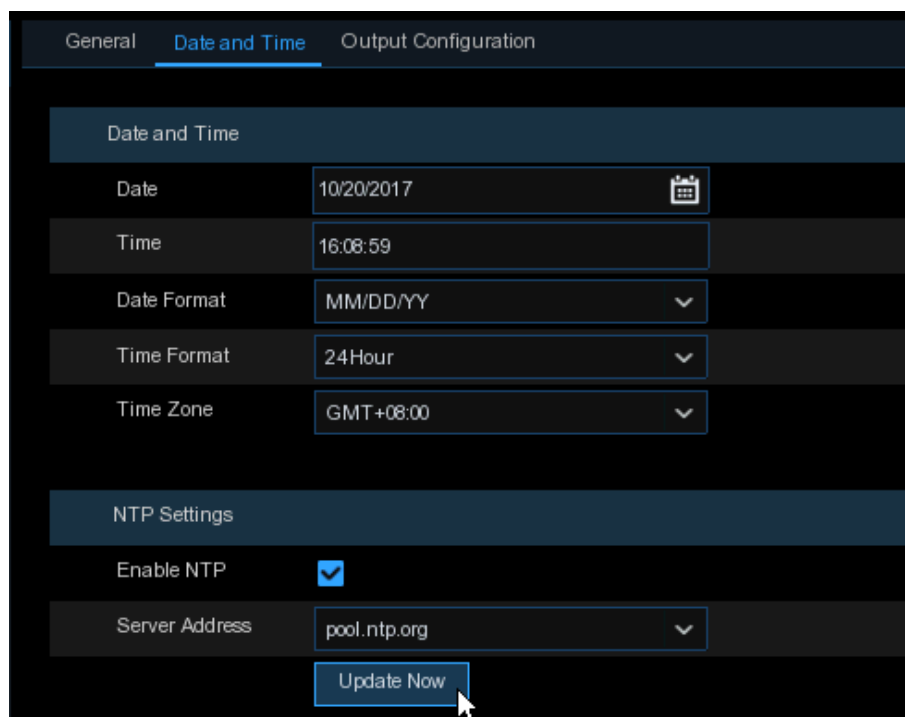 General Date and Time Output Configuration
Date and Time
Date 10/20/2017
Time 16:08:59
Date Format MM/DD/YY
Time Format 24Hour
Time Zone GMT+08:00
NTP Settings
Enable NTP
Server Address pool.ntp.org
Update Now